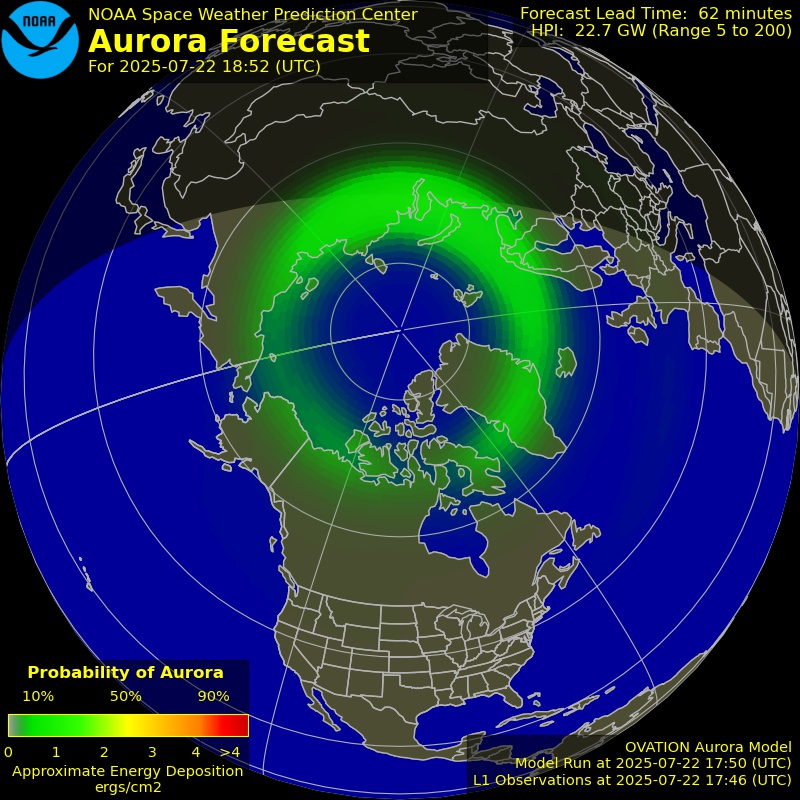 NOAA
NOAA Space Weather Prediction Center
Aurora Forecast
For 2025-07-22 18:52 (UTC)
Forecast Lead Time: 62 minutes
HPI: 22.7 GW (Range 5 to 200)
Probability of Aurora
10% 50% 90%
0 1 2 3 4 >4
Approximate Energy Deposition
ergs/cm2
OVATION Aurora Model
Model Run at 2025-07-22 17:50 (UTC)
L1 Observations at 2025-07-22 17:46 (UTC)